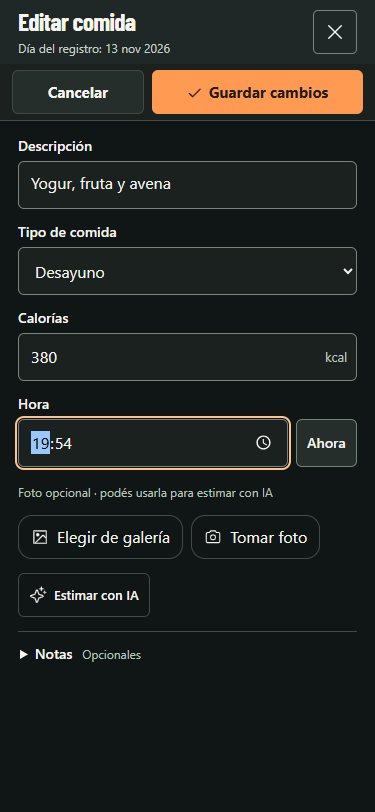 Editar comida
Día del registro: 13 nov 2026
Cancelar
Guardar cambios
Descripción
Yogur, fruta y avena
Tipo de comida
Desayuno
Calorías
380 kcal
Hora
19:54
Ahora
Foto opcional · podés usarla para estimar con IA
Elegir de galería
Tomar foto
Estimar con IA
Notas Opcionales